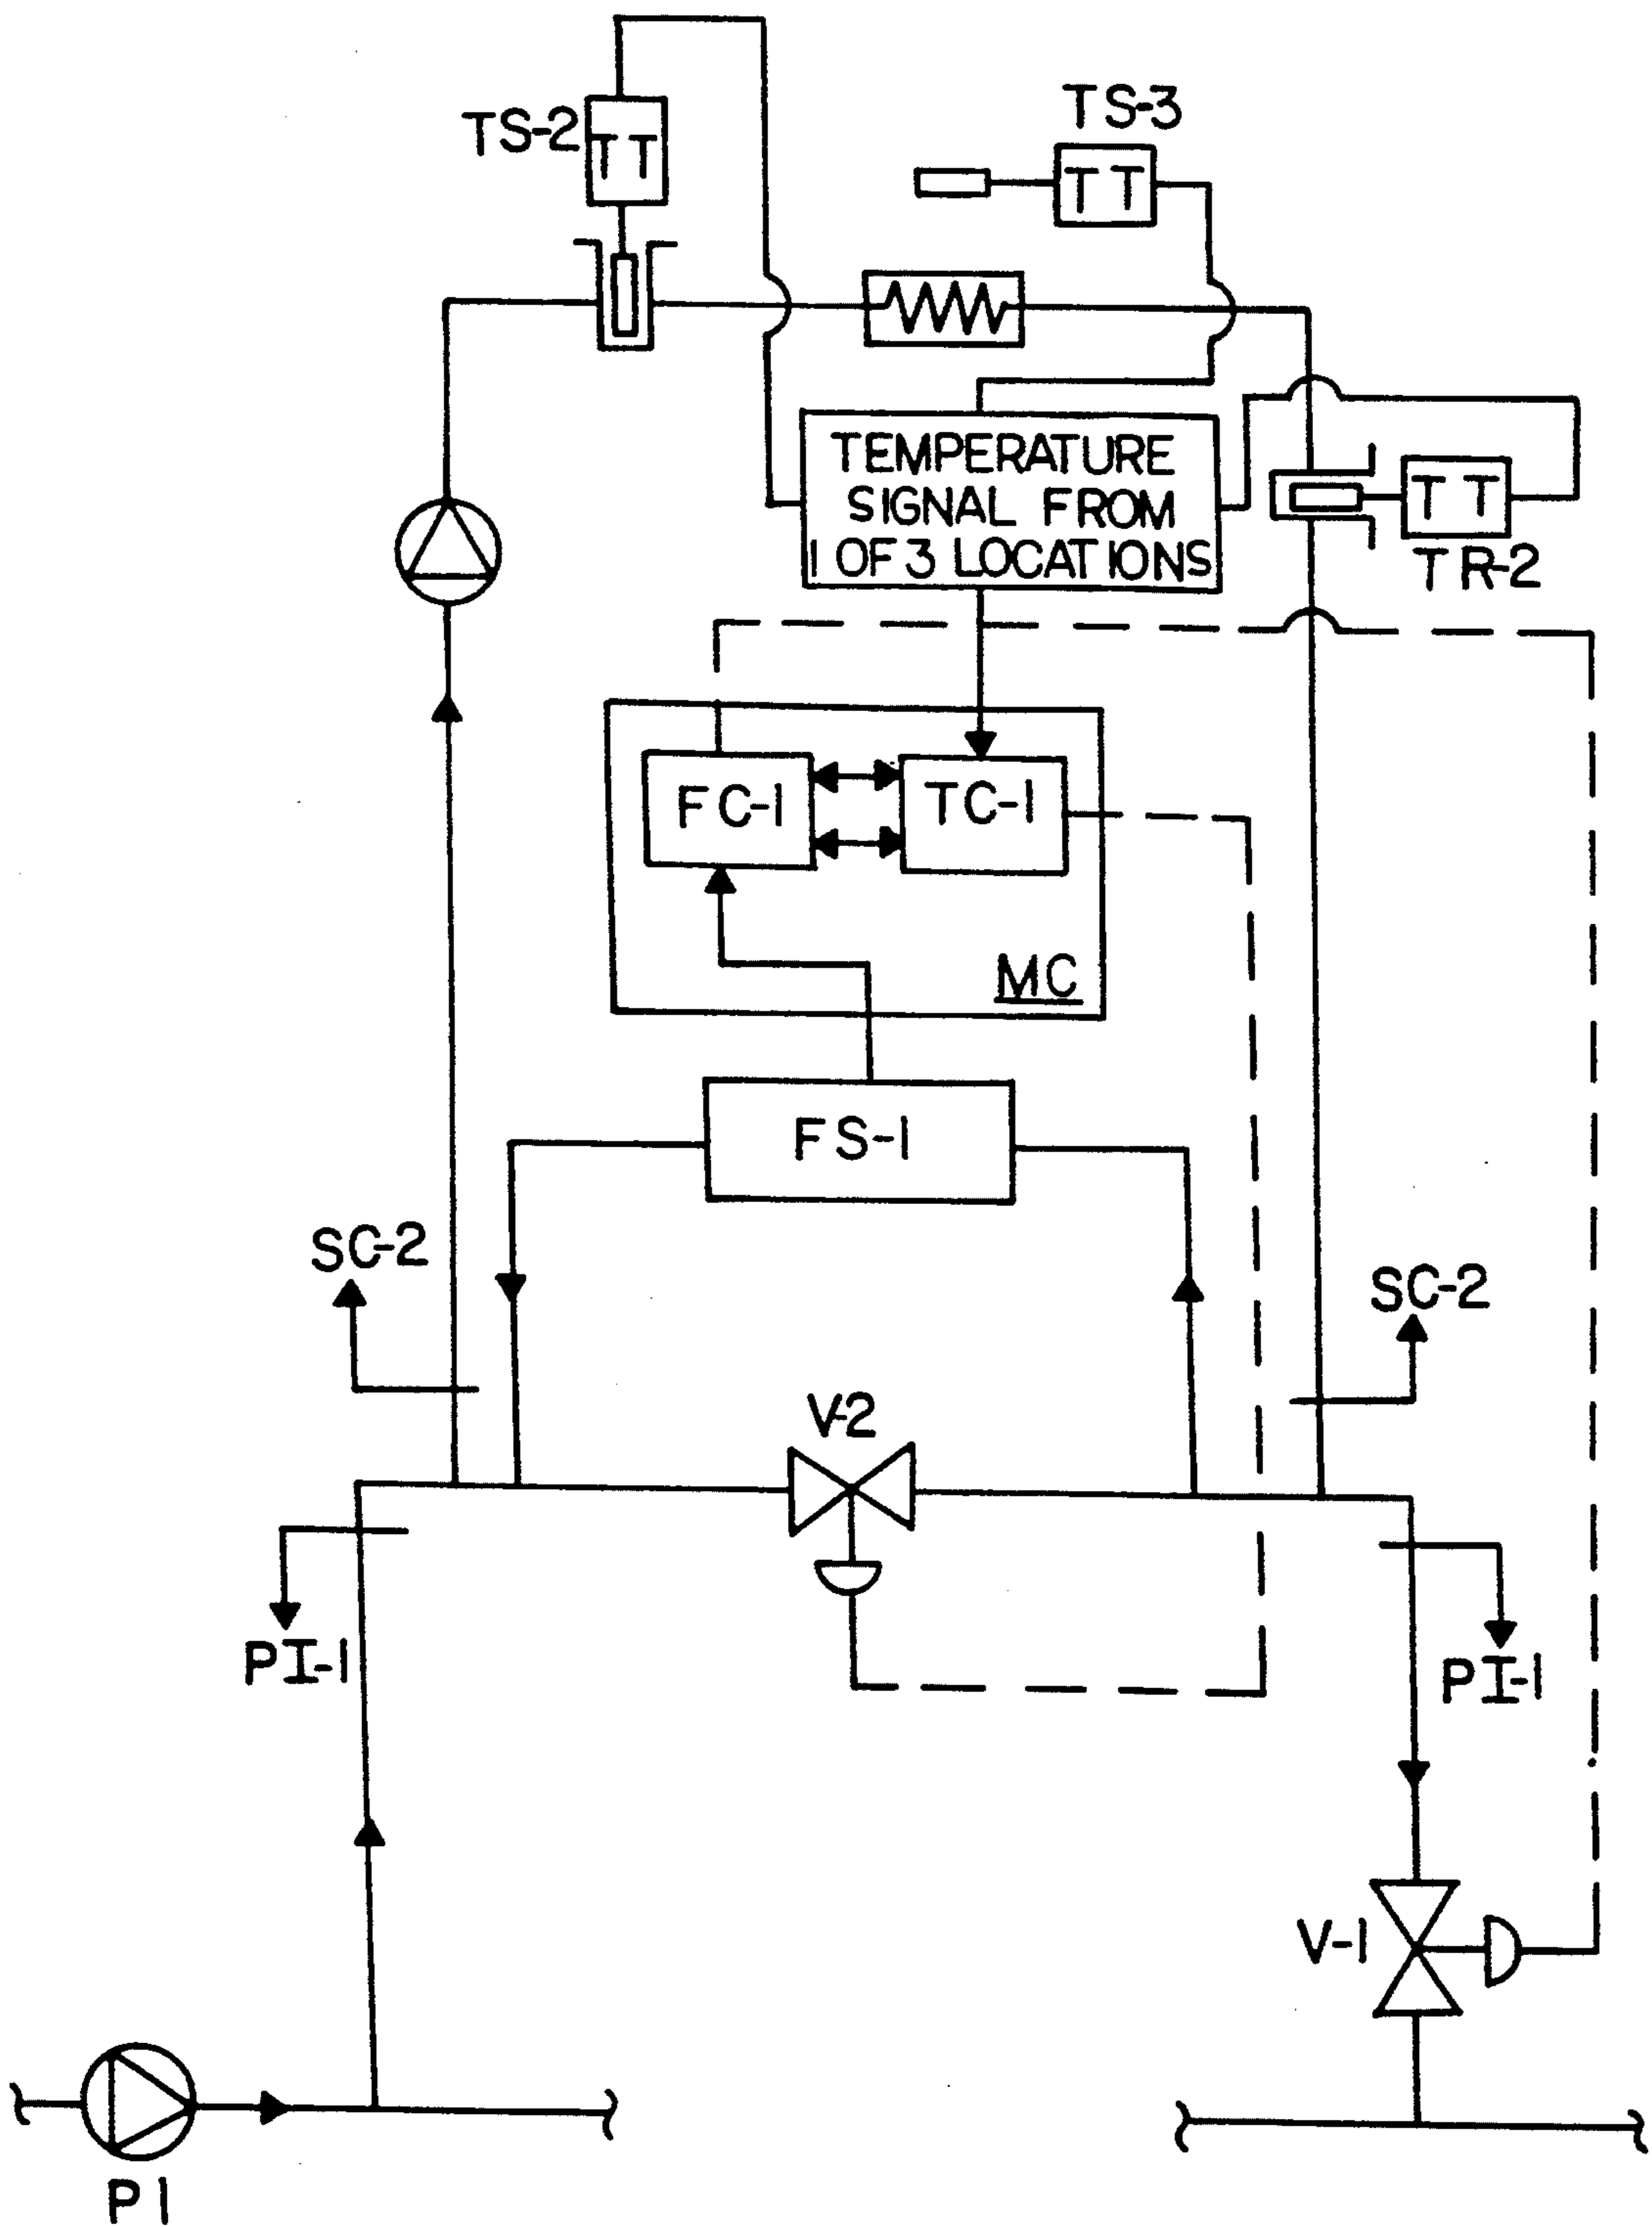 TS-2
TT
TS-3
TT
TEMPERATURE
SIGNAL FROM
1 OF 3 LOCATIONS
TT
TR-2
FC-1
TC-1
MC
FS-1
SC-2
SC-2
V-2
PI-1
PI-1
V-1
P1